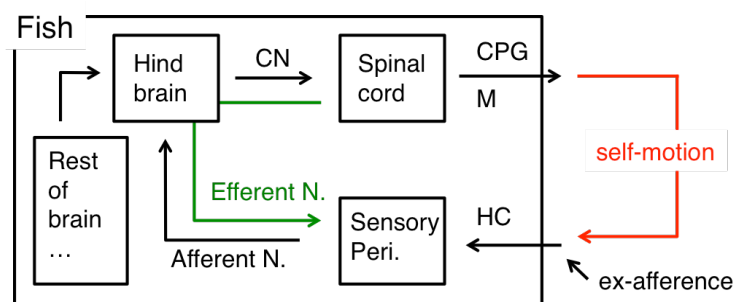 Fish
Hind
brain
CN
Spinal
cord
CPG
M
Rest
of
brain
...
self-motion
Efferent N.
Afferent N.
Sensory
Peri.
HC
ex-afference